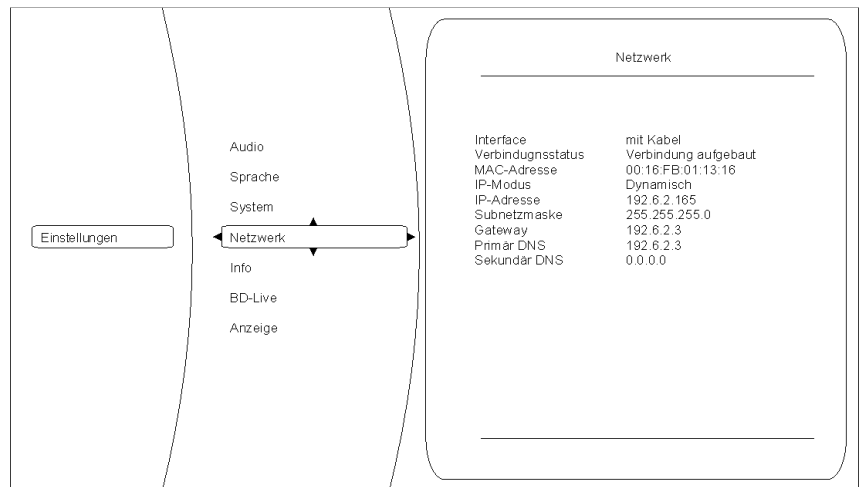 Einstellungen
Audio
Sprache
System
Netzwerk
Info
BD-Live
Anzeige
Netzwerk
Interface mit Kabel
Verbindugnsstatus Verbindung aufgebaut
MAC-Adresse 00:16:FB:01:13:16
IP-Modus Dynamisch
IP-Adresse 192.6.2.165
Subnetzmaske 255.255.255.0
Gateway 192.6.2.3
Primär DNS 192.6.2.3
Sekundär DNS 0.0.0.0